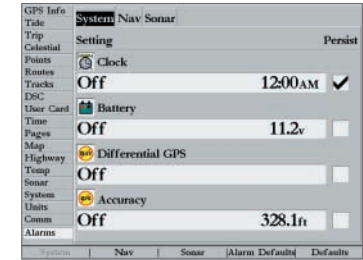 GPS Info
Tide
Trip
Celestial
Points
Routes
Tracks
DSC
User Card
Time
Pages
Map
Highway
Temp
Sonar
System
Units
Comm
Alarms
System Nav Sonar
Setting Persist
Clock
Off 12:00AM
Battery
Off 11.2v
Differential GPS
Off
Accuracy
Off 328.1ft
System | Nav | Sonar |Alarm Defaults| Defaults